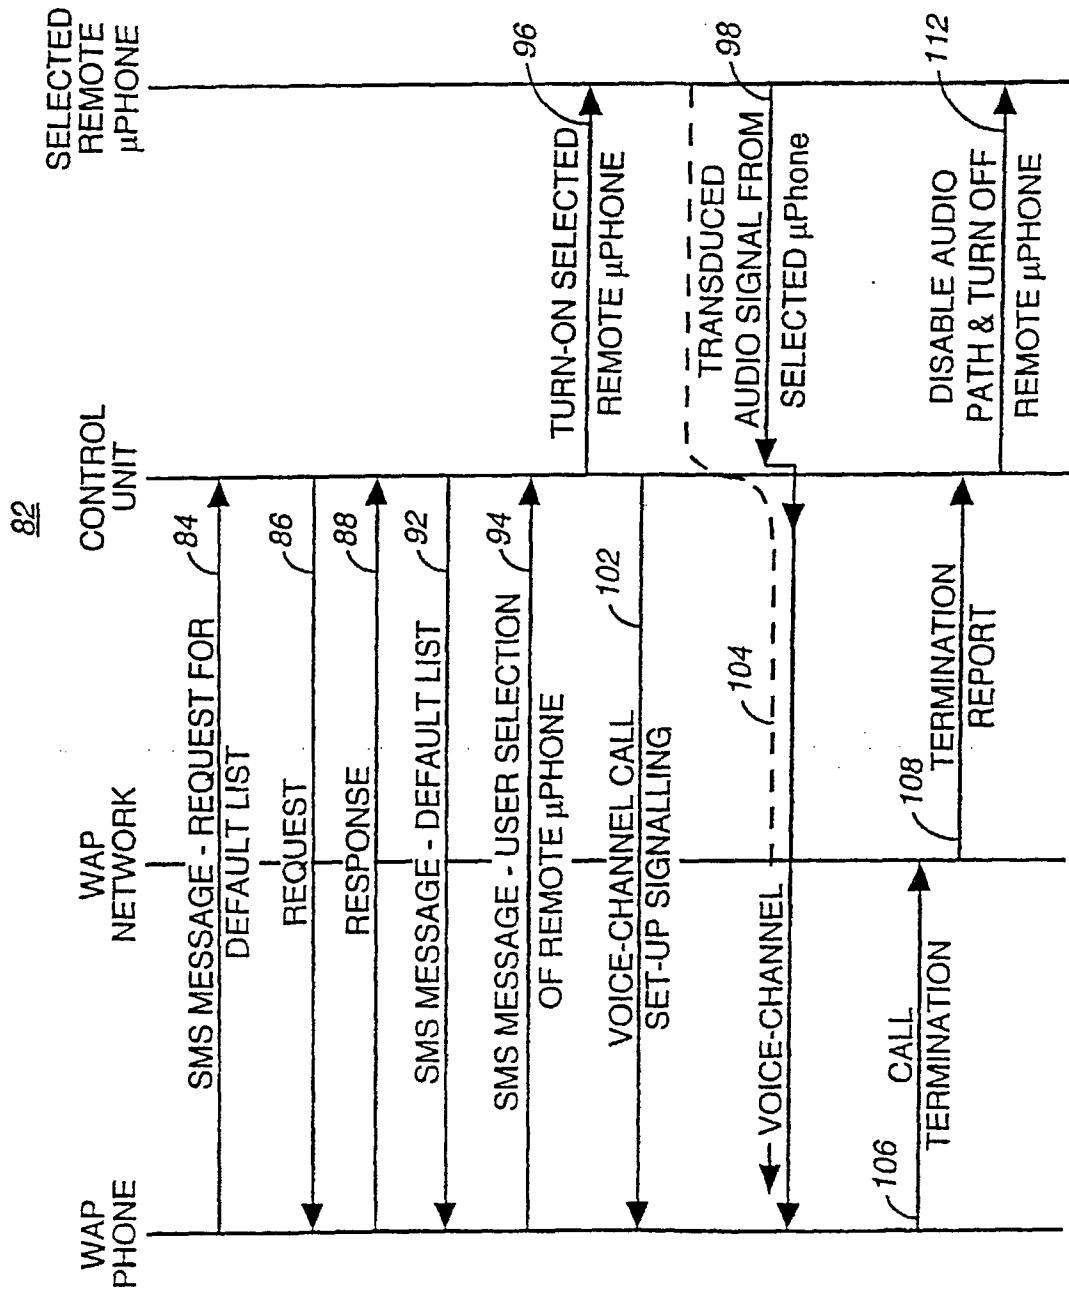 82
WAP
PHONE
WAP
NETWORK
CONTROL
UNIT
SELECTED
REMOTE
µPHONE
SMS MESSAGE - REQUEST FOR
DEFAULT LIST
84
REQUEST
86
RESPONSE
88
SMS MESSAGE - DEFAULT LIST
92
SMS MESSAGE - USER SELECTION
OF REMOTE µPHONE
94
TURN-ON SELECTED
REMOTE µPHONE
96
VOICE-CHANNEL CALL
SET-UP SIGNALLING
102
TRANSDUCED
AUDIO SIGNAL FROM
SELECTED µPhone
98
VOICE-CHANNEL
104
106
CALL
TERMINATION
108
TERMINATION
REPORT
DISABLE AUDIO
PATH & TURN OFF
REMOTE µPHONE
112